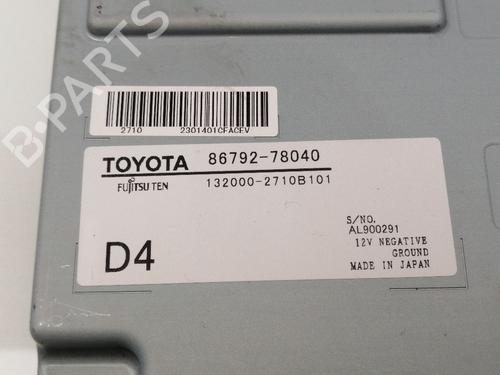 B-PARTS
2710 2301401CFACEV
TOYOTA 86792-78040
FUJITSU TEN 132000-2710B101
S/NO.
AL900291
D4
12V NEGATIVE
GROUND
MADE IN JAPAN